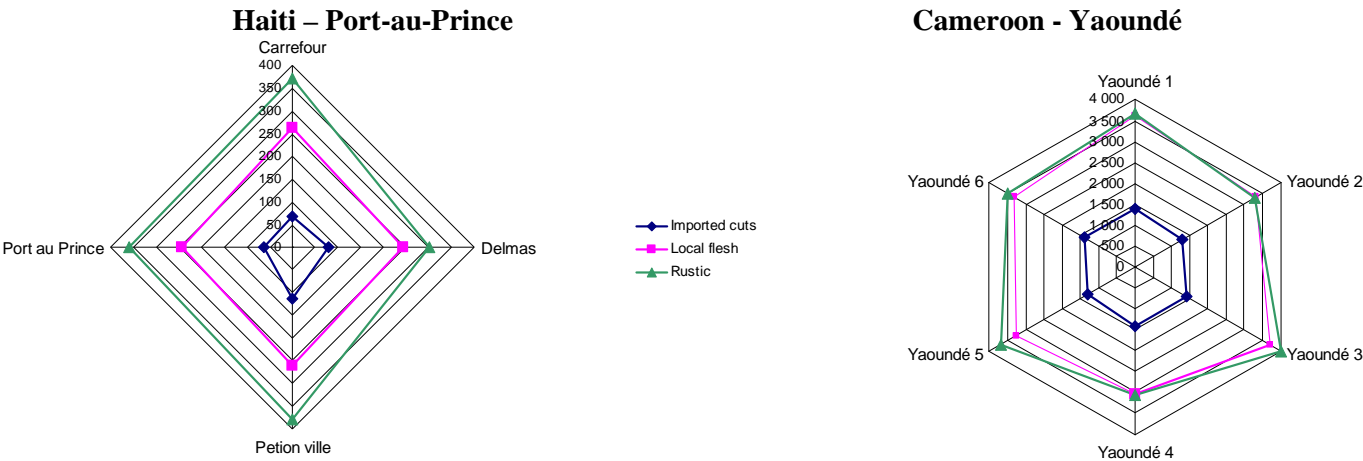 Haiti – Port-au-Prince
Carrefour
400
350
300
250
200
150
100
50
0
Port au Prince
Delmas
Petion ville
Imported cuts
Local flesh
Rustic
Cameroon - Yaoundé
Yaoundé 1
4 000
3 500
3 000
2 500
2 000
1 500
1 000
500
0
Yaoundé 6
Yaoundé 2
Yaoundé 5
Yaoundé 3
Yaoundé 4